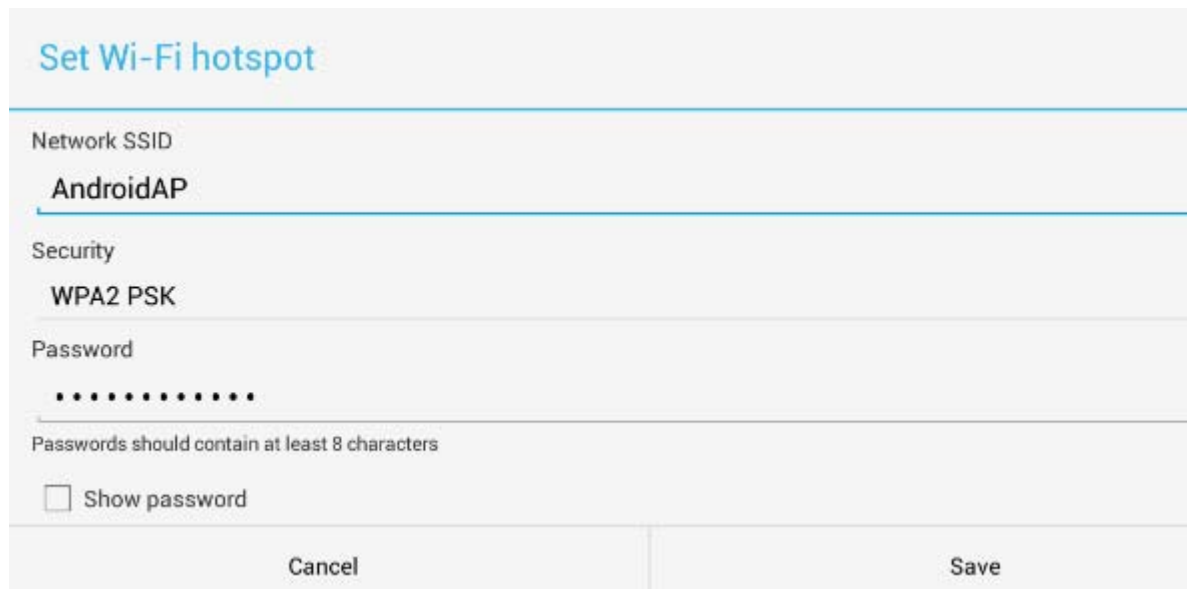 Set Wi-Fi hotspot
Network SSID
AndroidAP
Security
WPA2 PSK
Password
••••••••••••
Passwords should contain at least 8 characters
Show password
Cancel
Save